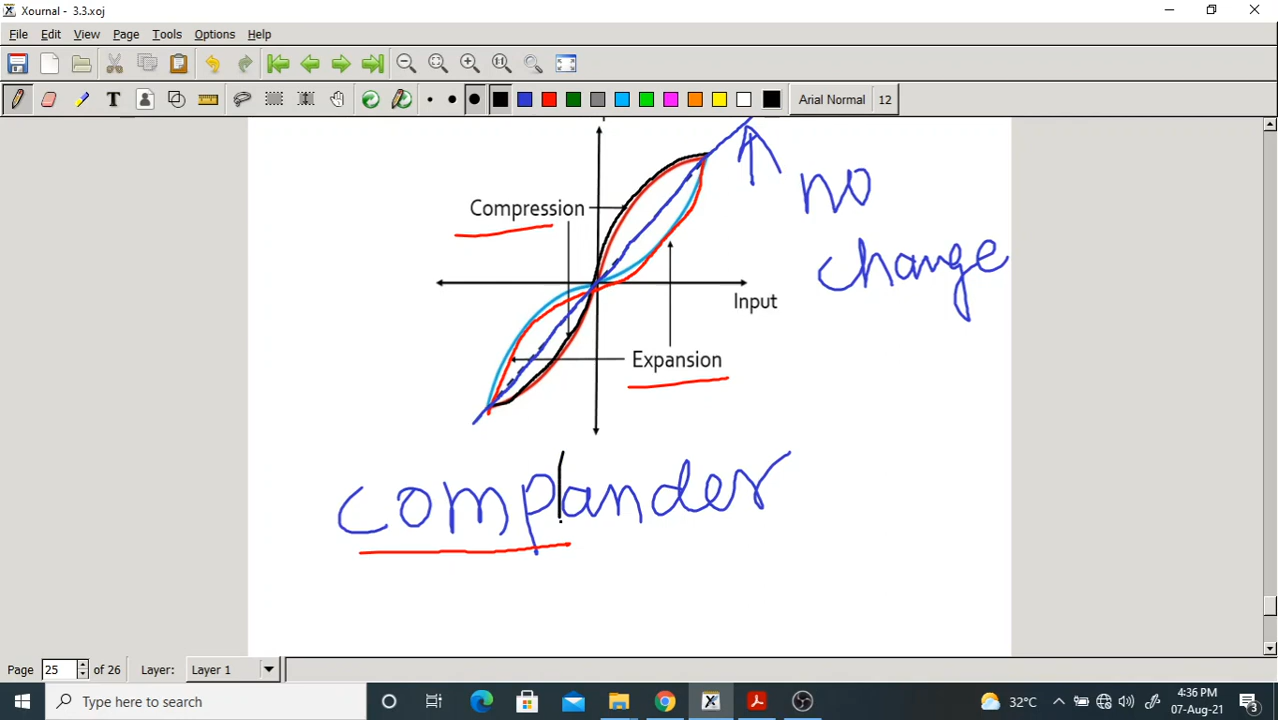 Xournal - 3.3.xoj
File Edit View Page Tools Options Help
T Arial Normal 12
Compression
no
change
Input
Expansion
compander
Page 25 of 26 Layer: Layer 1
Type here to search
32°C
4:36 PM
07-Aug-21
3